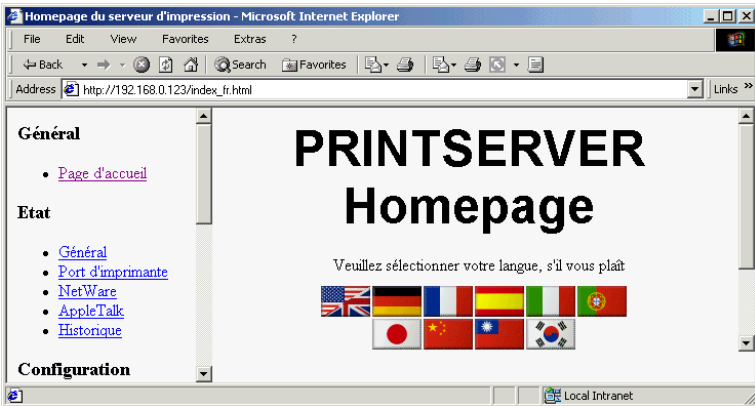 Homepage du serveur d'impression - Microsoft Internet Explorer
File Edit View Favorites Extras ?
Back Search Favorites
Address http://192.168.0.123/index_fr.html Links »
Général
Page d'accueil
Etat
Général
Port d'imprimante
NetWare
AppleTalk
Historique
Configuration
PRINTSERVER
Homepage
Veuillez sélectionner votre langue, s'il vous plaît
Local Intranet